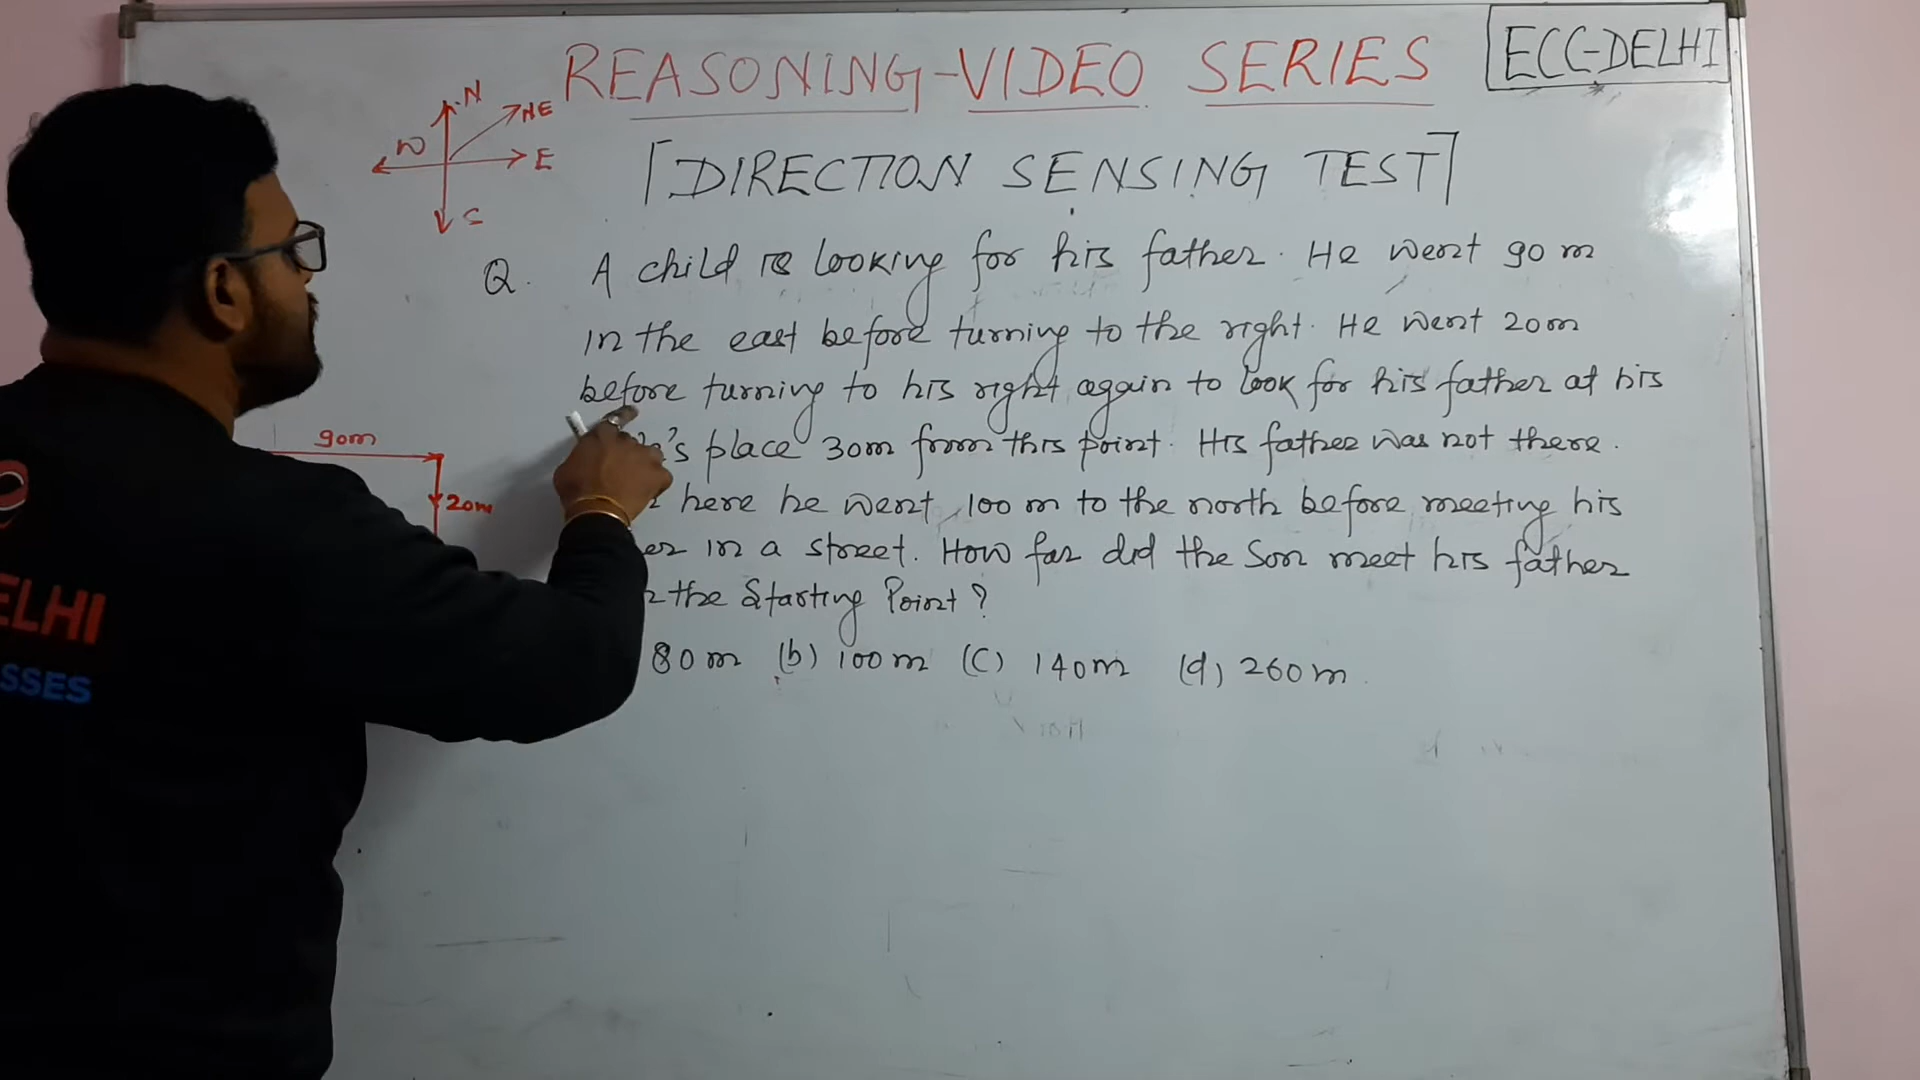 REASONING-VIDEO SERIES
ECC-DELHI
N
NE
W
E
S
[DIRECTION SENSING TEST]
Q. A child is looking for his father. He went 90 m
in the east before turning to the right. He went 20m
before turning to his right again to look for his father at his
's place 30m from this point. His father was not there.
here he went 100 m to the north before meeting his
er in a street. How far did the Son meet his father
the Starting Point?
80m (b) 100m (c) 140m (d) 260m.
90m
20m
ELHI
SSES